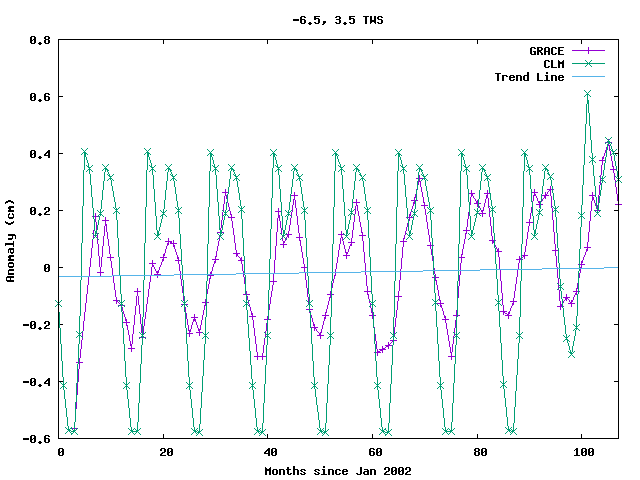 -6.5, 3.5 TWS
GRACE
CLM
Trend Line
0.8
0.6
0.4
0.2
0
-0.2
-0.4
-0.6
Anomaly (cm)
0 20 40 60 80 100
Months since Jan 2002